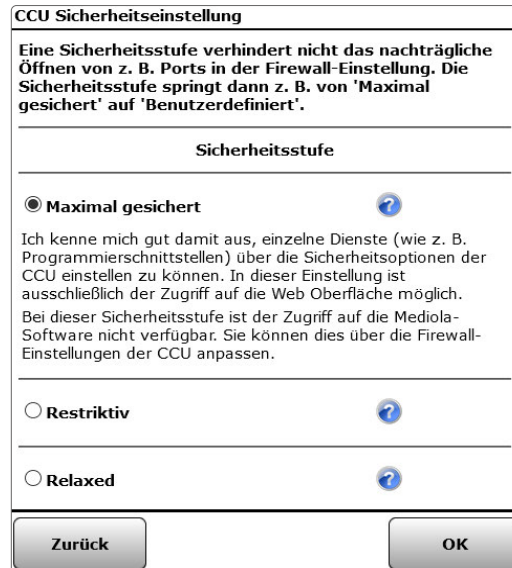 CCU Sicherheitseinstellung
Eine Sicherheitsstufe verhindert nicht das nachträgliche
Öffnen von z. B. Ports in der Firewall-Einstellung. Die
Sicherheitsstufe springt dann z. B. von 'Maximal
gesichert' auf 'Benutzerdefiniert'.
Sicherheitsstufe
Maximal gesichert
?
Ich kenne mich gut damit aus, einzelne Dienste (wie z. B.
Programmierschnittstellen) über die Sicherheitsoptionen der
CCU einstellen zu können. In dieser Einstellung ist
ausschließlich der Zugriff auf die Web Oberfläche möglich.
Bei dieser Sicherheitsstufe ist der Zugriff auf die Mediola-
Software nicht verfügbar. Sie können dies über die Firewall-
Einstellungen der CCU anpassen.
Restriktiv
?
Relaxed
?
Zurück
OK